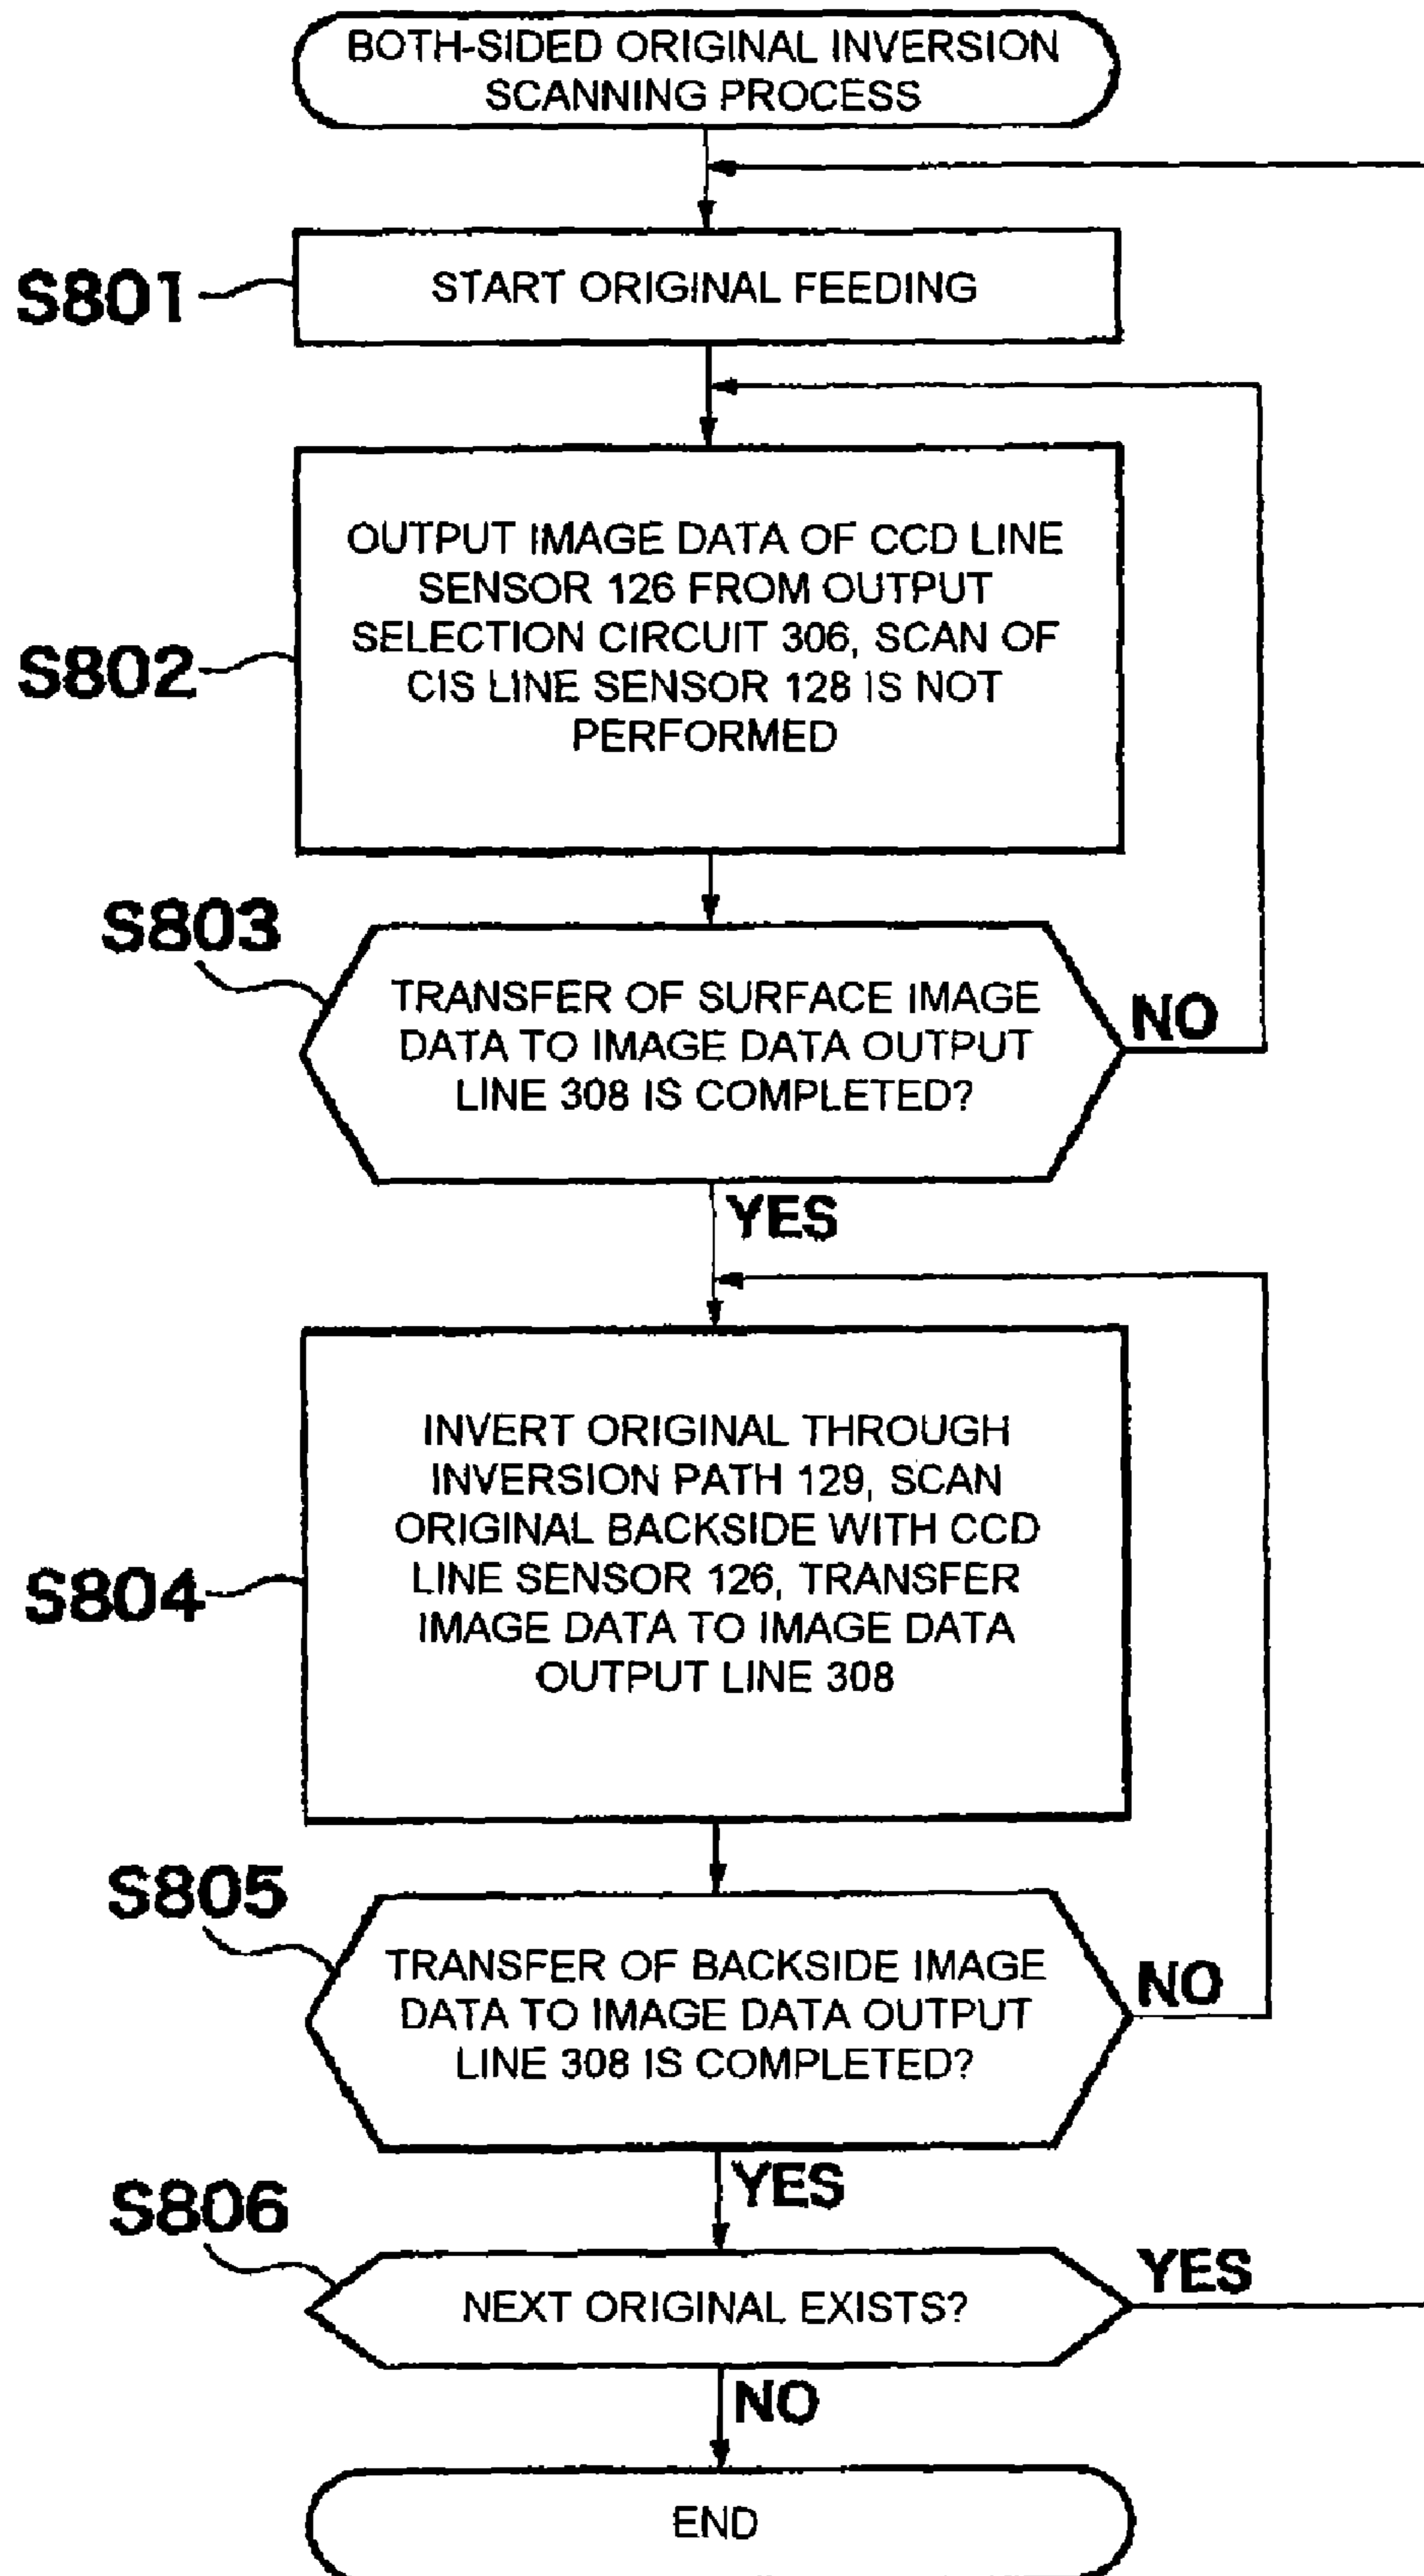 BOTH-SIDED ORIGINAL INVERSION
SCANNING PROCESS
S801
START ORIGINAL FEEDING
S802
OUTPUT IMAGE DATA OF CCD LINE
SENSOR 126 FROM OUTPUT
SELECTION CIRCUIT 306, SCAN OF
CIS LINE SENSOR 128 IS NOT
PERFORMED
S803
TRANSFER OF SURFACE IMAGE
DATA TO IMAGE DATA OUTPUT
LINE 308 IS COMPLETED?
NO
YES
S804
INVERT ORIGINAL THROUGH
INVERSION PATH 129, SCAN
ORIGINAL BACKSIDE WITH CCD
LINE SENSOR 126, TRANSFER
IMAGE DATA TO IMAGE DATA
OUTPUT LINE 308
S805
TRANSFER OF BACKSIDE IMAGE
DATA TO IMAGE DATA OUTPUT
LINE 308 IS COMPLETED?
NO
YES
S806
NEXT ORIGINAL EXISTS?
YES
NO
END